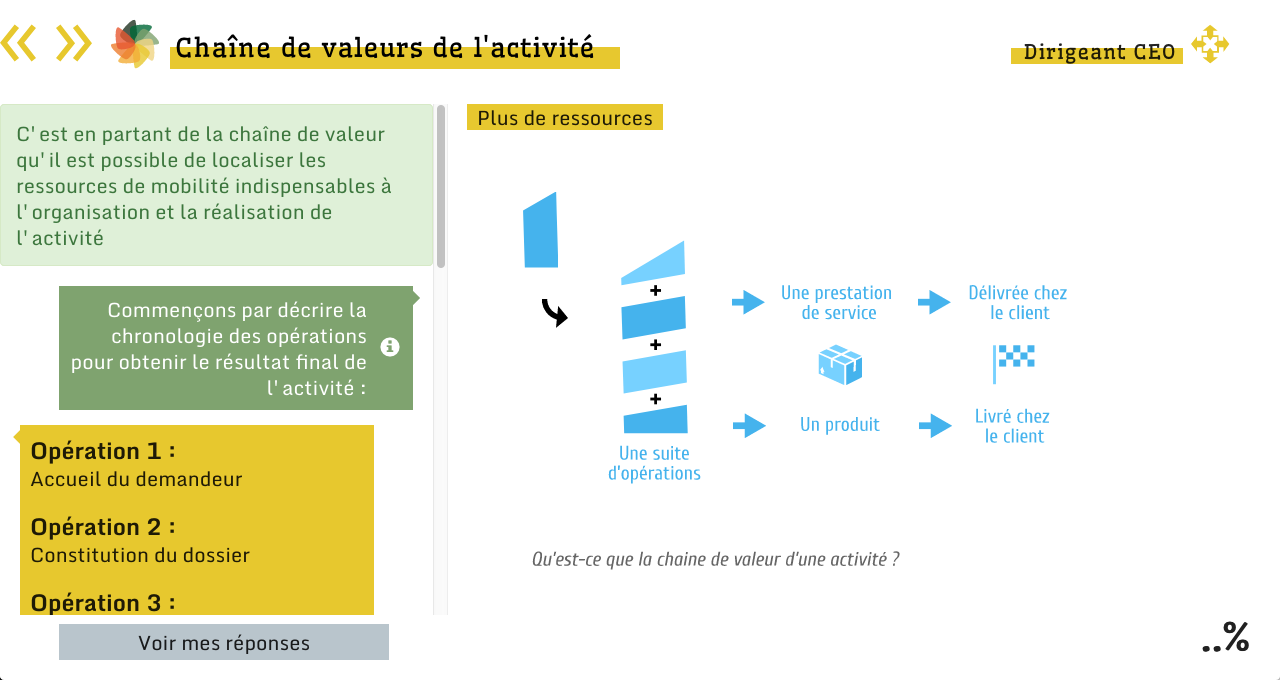 Chaîne de valeurs de l'activité
Dirigeant CEO
C'est en partant de la chaîne de valeur
qu'il est possible de localiser les
ressources de mobilité indispensables à
l'organisation et la réalisation de
l'activité
Commençons par décrire la
chronologie des opérations
pour obtenir le résultat final de
l'activité :
Opération 1 :
Accueil du demandeur
Opération 2 :
Constitution du dossier
Opération 3 :
Voir mes réponses
Plus de ressources
+
+
+
Une suite
d'opérations
Une prestation
de service
Délivrée chez
le client
Un produit
Livré chez
le client
Qu'est-ce que la chaine de valeur d'une activité ?
..%